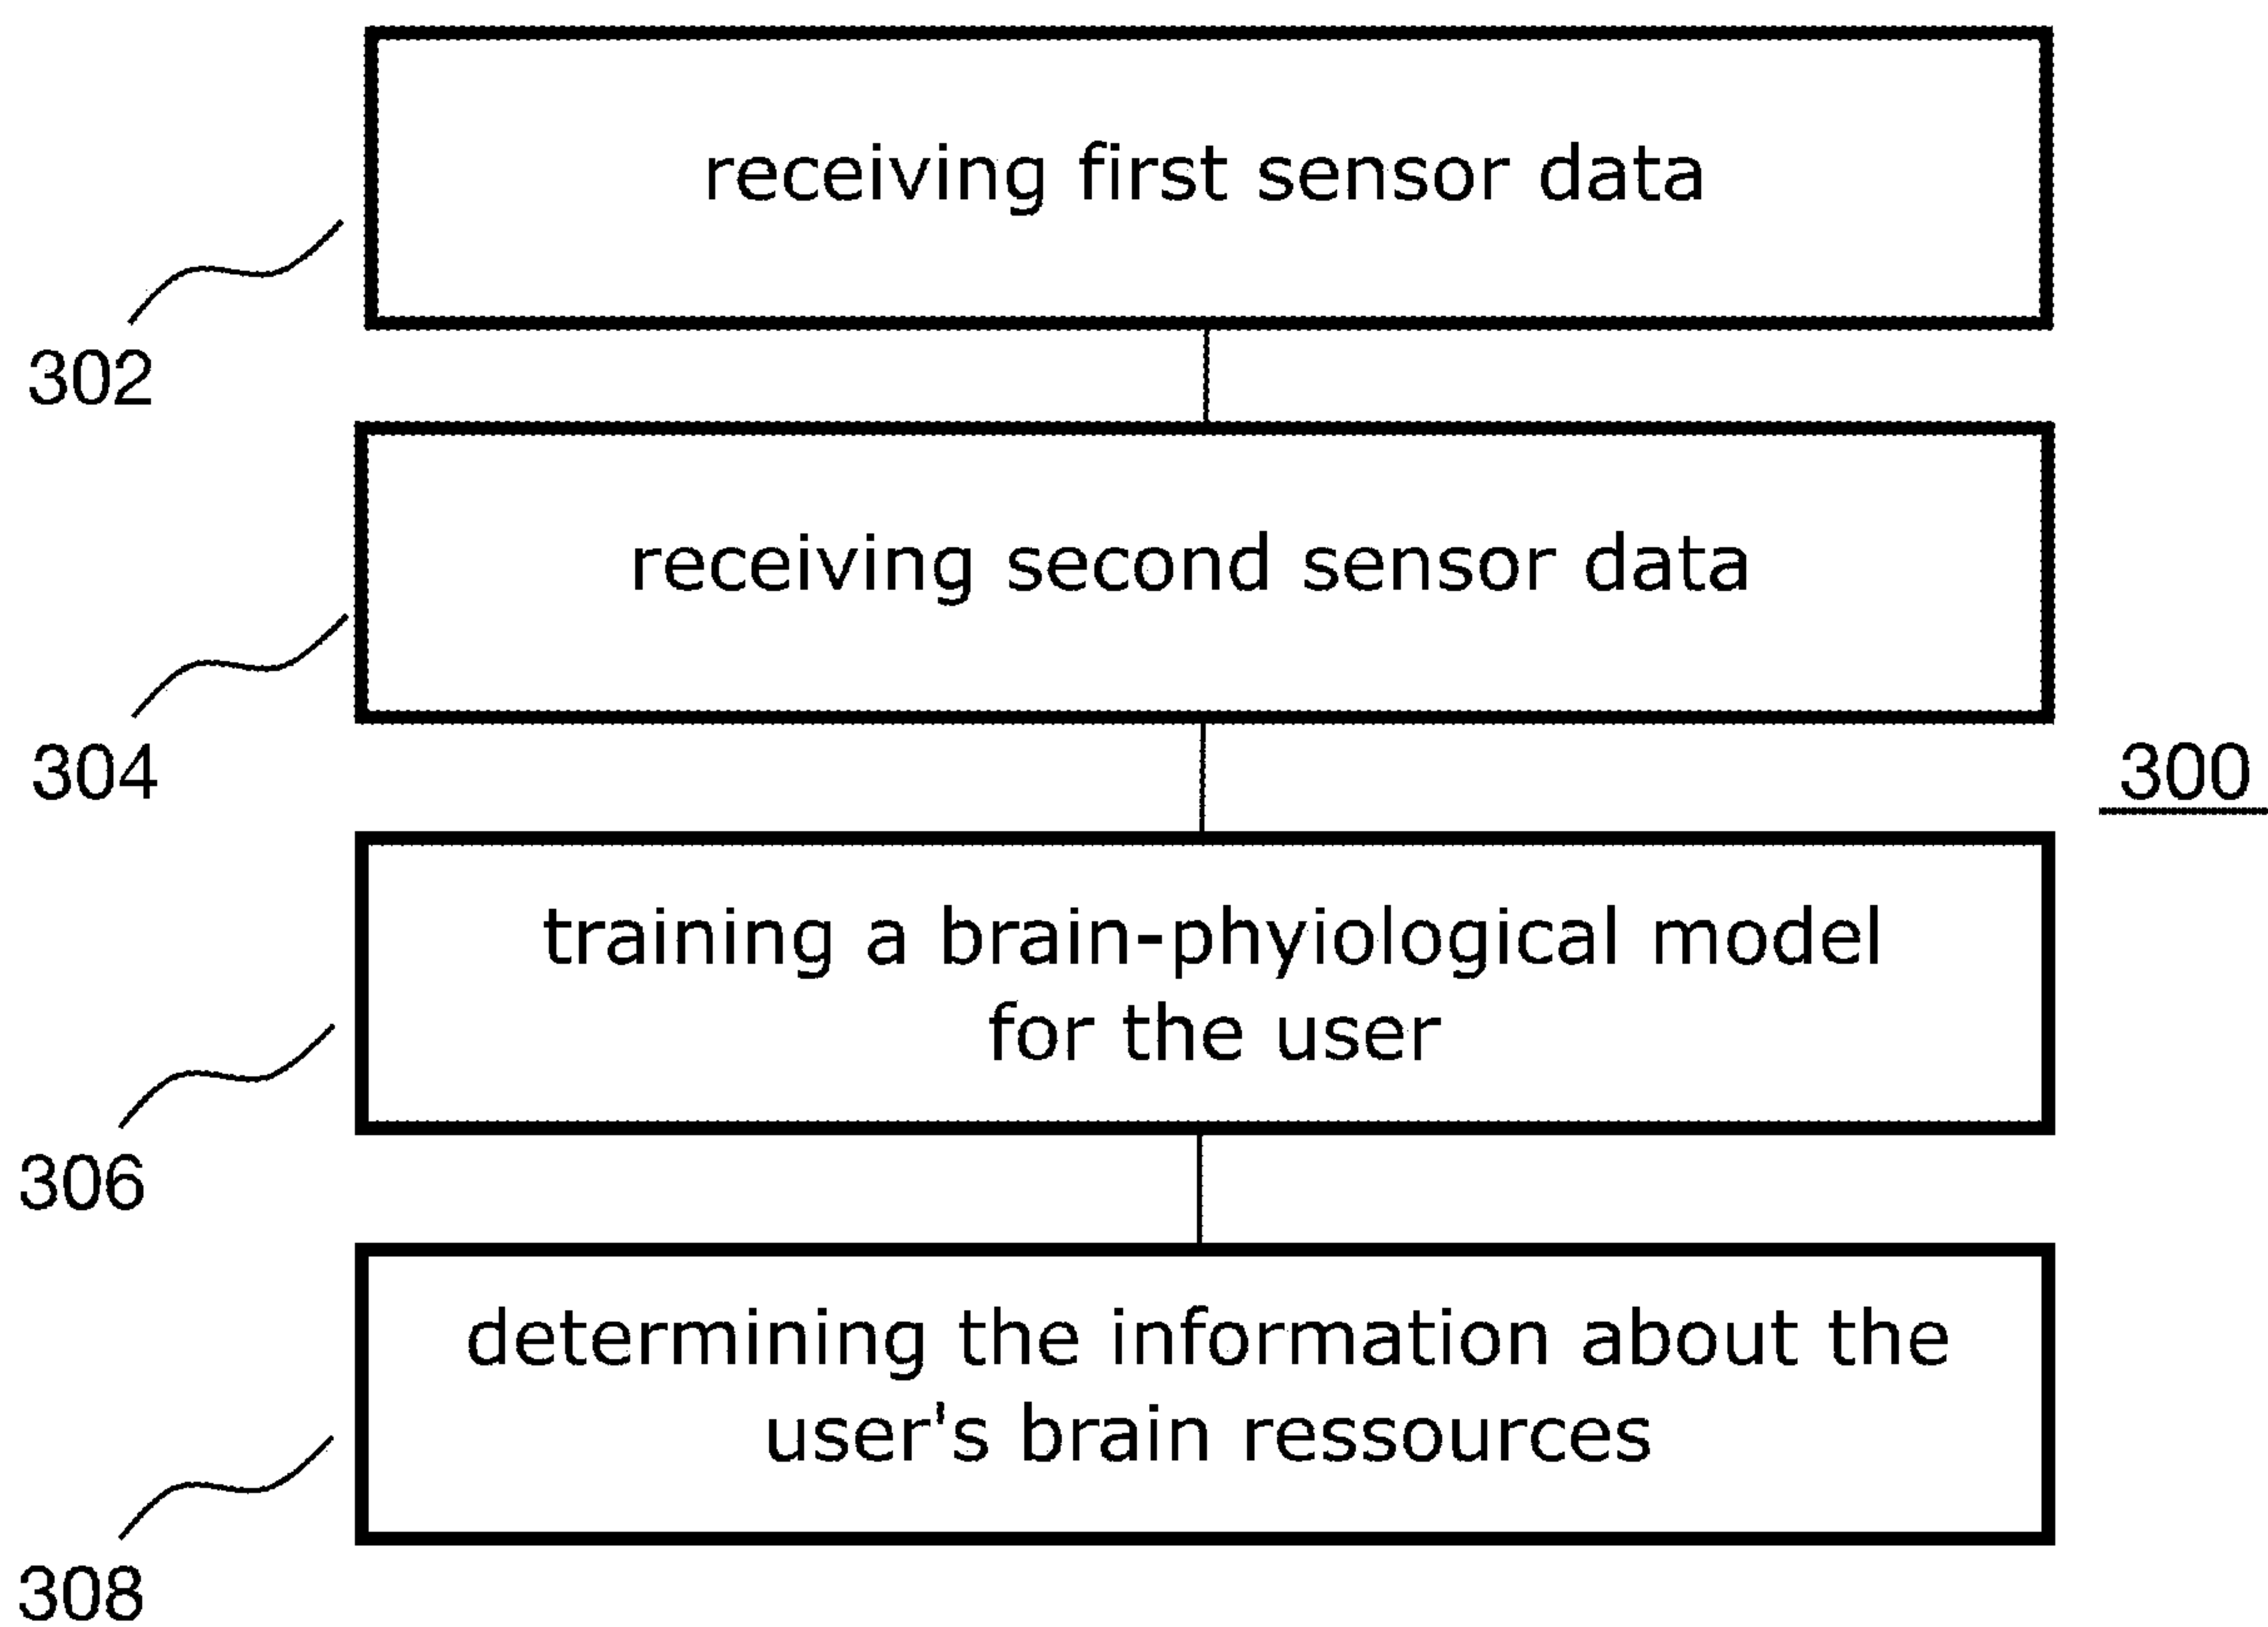 receiving first sensor data
302
receiving second sensor data
304
300
training a brain-phyiological model
for the user
306
determining the information about the
user's brain ressources
308